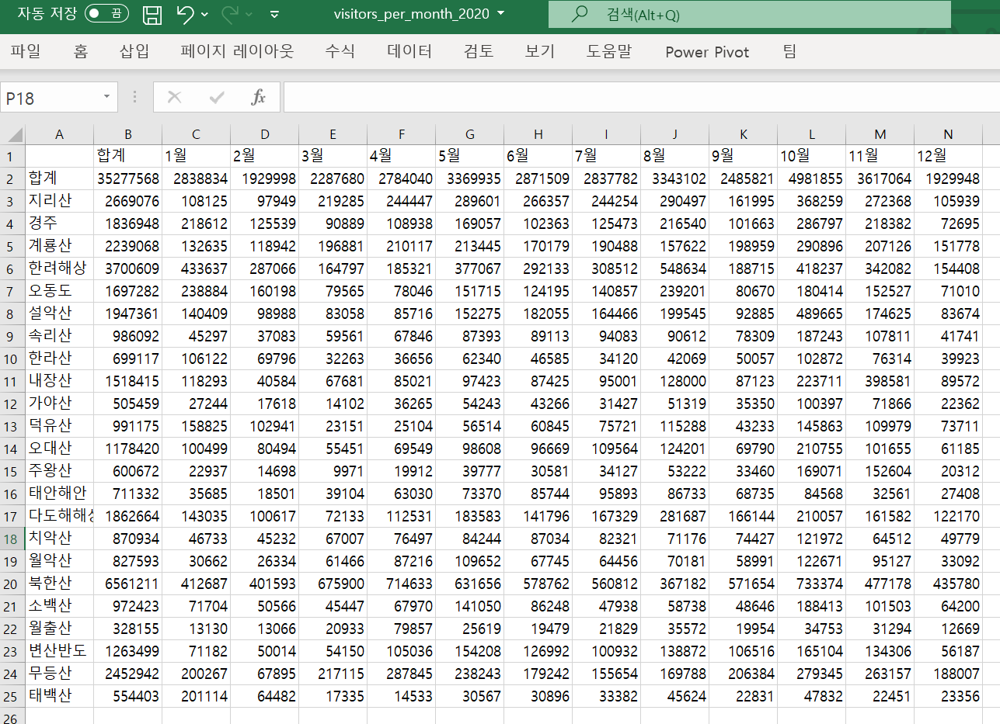 자동 저장 끔 visitors_per_month_2020 검색(Alt+Q)
파일 홈 삽입 페이지 레이아웃 수식 데이터 검토 보기 도움말 Power Pivot 팀
P18 fx
A B C D E F G H I J K L M N
1 합계 1월 2월 3월 4월 5월 6월 7월 8월 9월 10월 11월 12월
2 합계 35277568 2838834 1929998 2287680 2784040 3369935 2871509 2837782 3343102 2485821 4981855 3617064 1929948
3 지리산 2669076 108125 97949 219285 244447 289601 266357 244254 290497 161995 368259 272368 105939
4 경주 1836948 218612 125539 90889 108938 169057 102363 125473 216540 101663 286797 218382 72695
5 계룡산 2239068 132635 118942 196881 210117 213445 170179 190488 157622 198959 290896 207126 151778
6 한려해상 3700609 433637 287066 164797 185321 377067 292133 308512 548634 188715 418237 342082 154408
7 오동도 1697282 238884 160198 79565 78046 151715 124195 140857 239201 80670 180414 152527 71010
8 설악산 1947361 140409 98988 83058 85716 152275 182055 164466 199545 92885 489665 174625 83674
9 속리산 986092 45297 37083 59561 67846 87393 89113 94083 90612 78309 187243 107811 41741
10 한라산 699117 106122 69796 32263 36656 62340 46585 34120 42069 50057 102872 76314 39923
11 내장산 1518415 118293 40584 67681 85021 97423 87425 95001 128000 87123 223711 398581 89572
12 가야산 505459 27244 17618 14102 36265 54243 43266 31427 51319 35350 100397 71866 22362
13 덕유산 991175 158825 102941 23151 25104 56514 60845 75721 115288 43233 145863 109979 73711
14 오대산 1178420 100499 80494 55451 69549 98608 96669 109564 124201 69790 210755 101655 61185
15 주왕산 600672 22937 14698 9971 19912 39777 30581 34127 53222 33460 169071 152604 20312
16 태안해안 711332 35685 18501 39104 63030 73370 85744 95893 86733 68735 84568 32561 27408
17 다도해해상 1862664 143035 100617 72133 112531 183583 141796 167329 281687 166144 210057 161582 122170
18 치악산 870934 46733 45232 67007 76497 84244 87034 82321 71176 74427 121972 64512 49779
19 월악산 827593 30662 26334 61466 87216 109652 67745 64456 70181 58991 122671 95127 33092
20 북한산 6561211 412687 401593 675900 714633 631656 578762 560812 367182 571654 733374 477178 435780
21 소백산 972423 71704 50566 45447 67970 141050 86248 47938 58738 48646 188413 101503 64200
22 월출산 328155 13130 13066 20933 79857 25619 19479 21829 35572 19954 34753 31294 12669
23 변산반도 1263499 71182 50014 54150 105036 154208 126992 100932 138872 106516 165104 134306 56187
24 무등산 2452942 200267 67895 217115 287845 238243 179242 155654 169788 206384 279345 263157 188007
25 태백산 554403 201114 64482 17335 14533 30567 30896 33382 45624 22831 47832 22451 23356
26